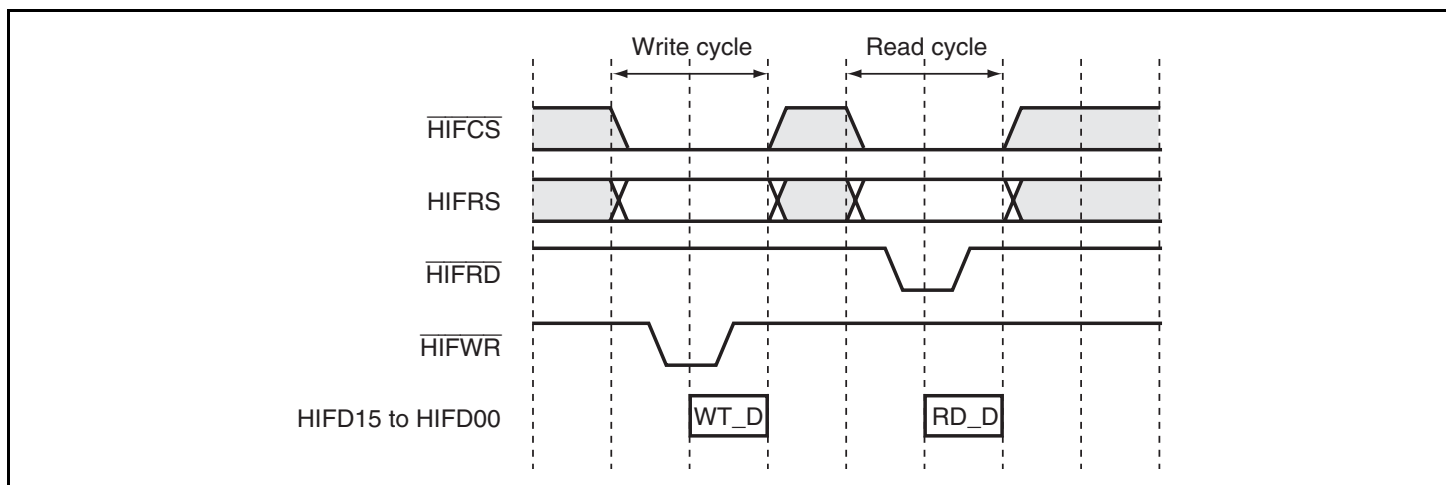 Write cycle Read cycle
HIFCS
HIFRS
HIFRD
HIFWR
HIFD15 to HIFD00 WT_D RD_D